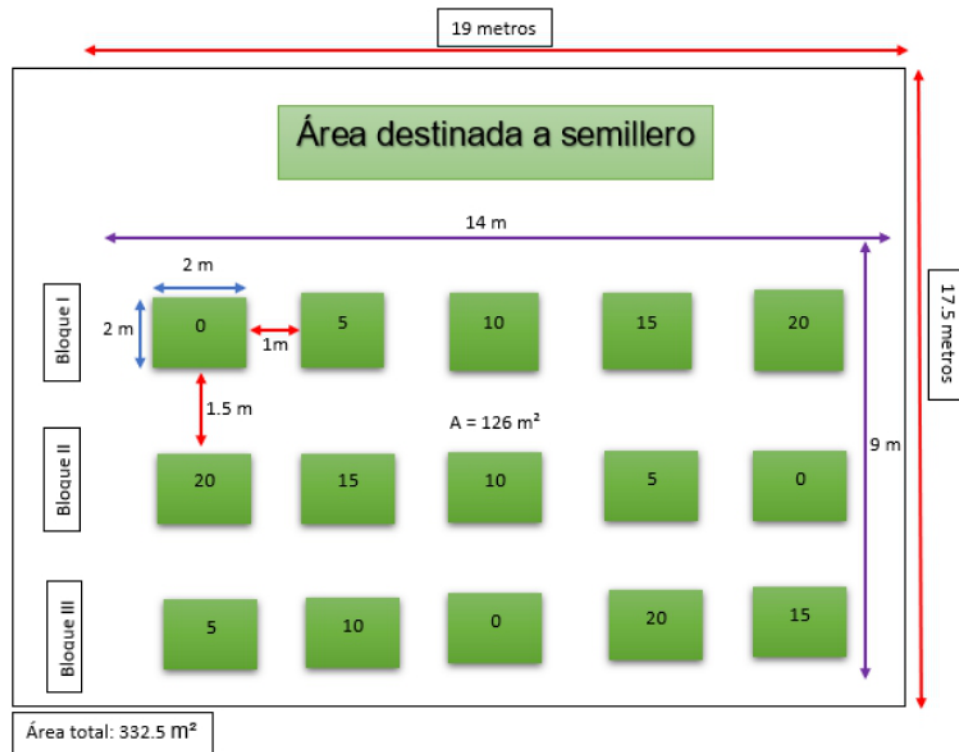 19 metros
Área destinada a semillero
14 m
2 m
17.5 metros
Bloque I
2 m
0
1m
5
10
15
20
1.5 m
A = 126 m²
9 m
Bloque II
20
15
10
5
0
Bloque III
5
10
0
20
15
Área total: 332.5 m²